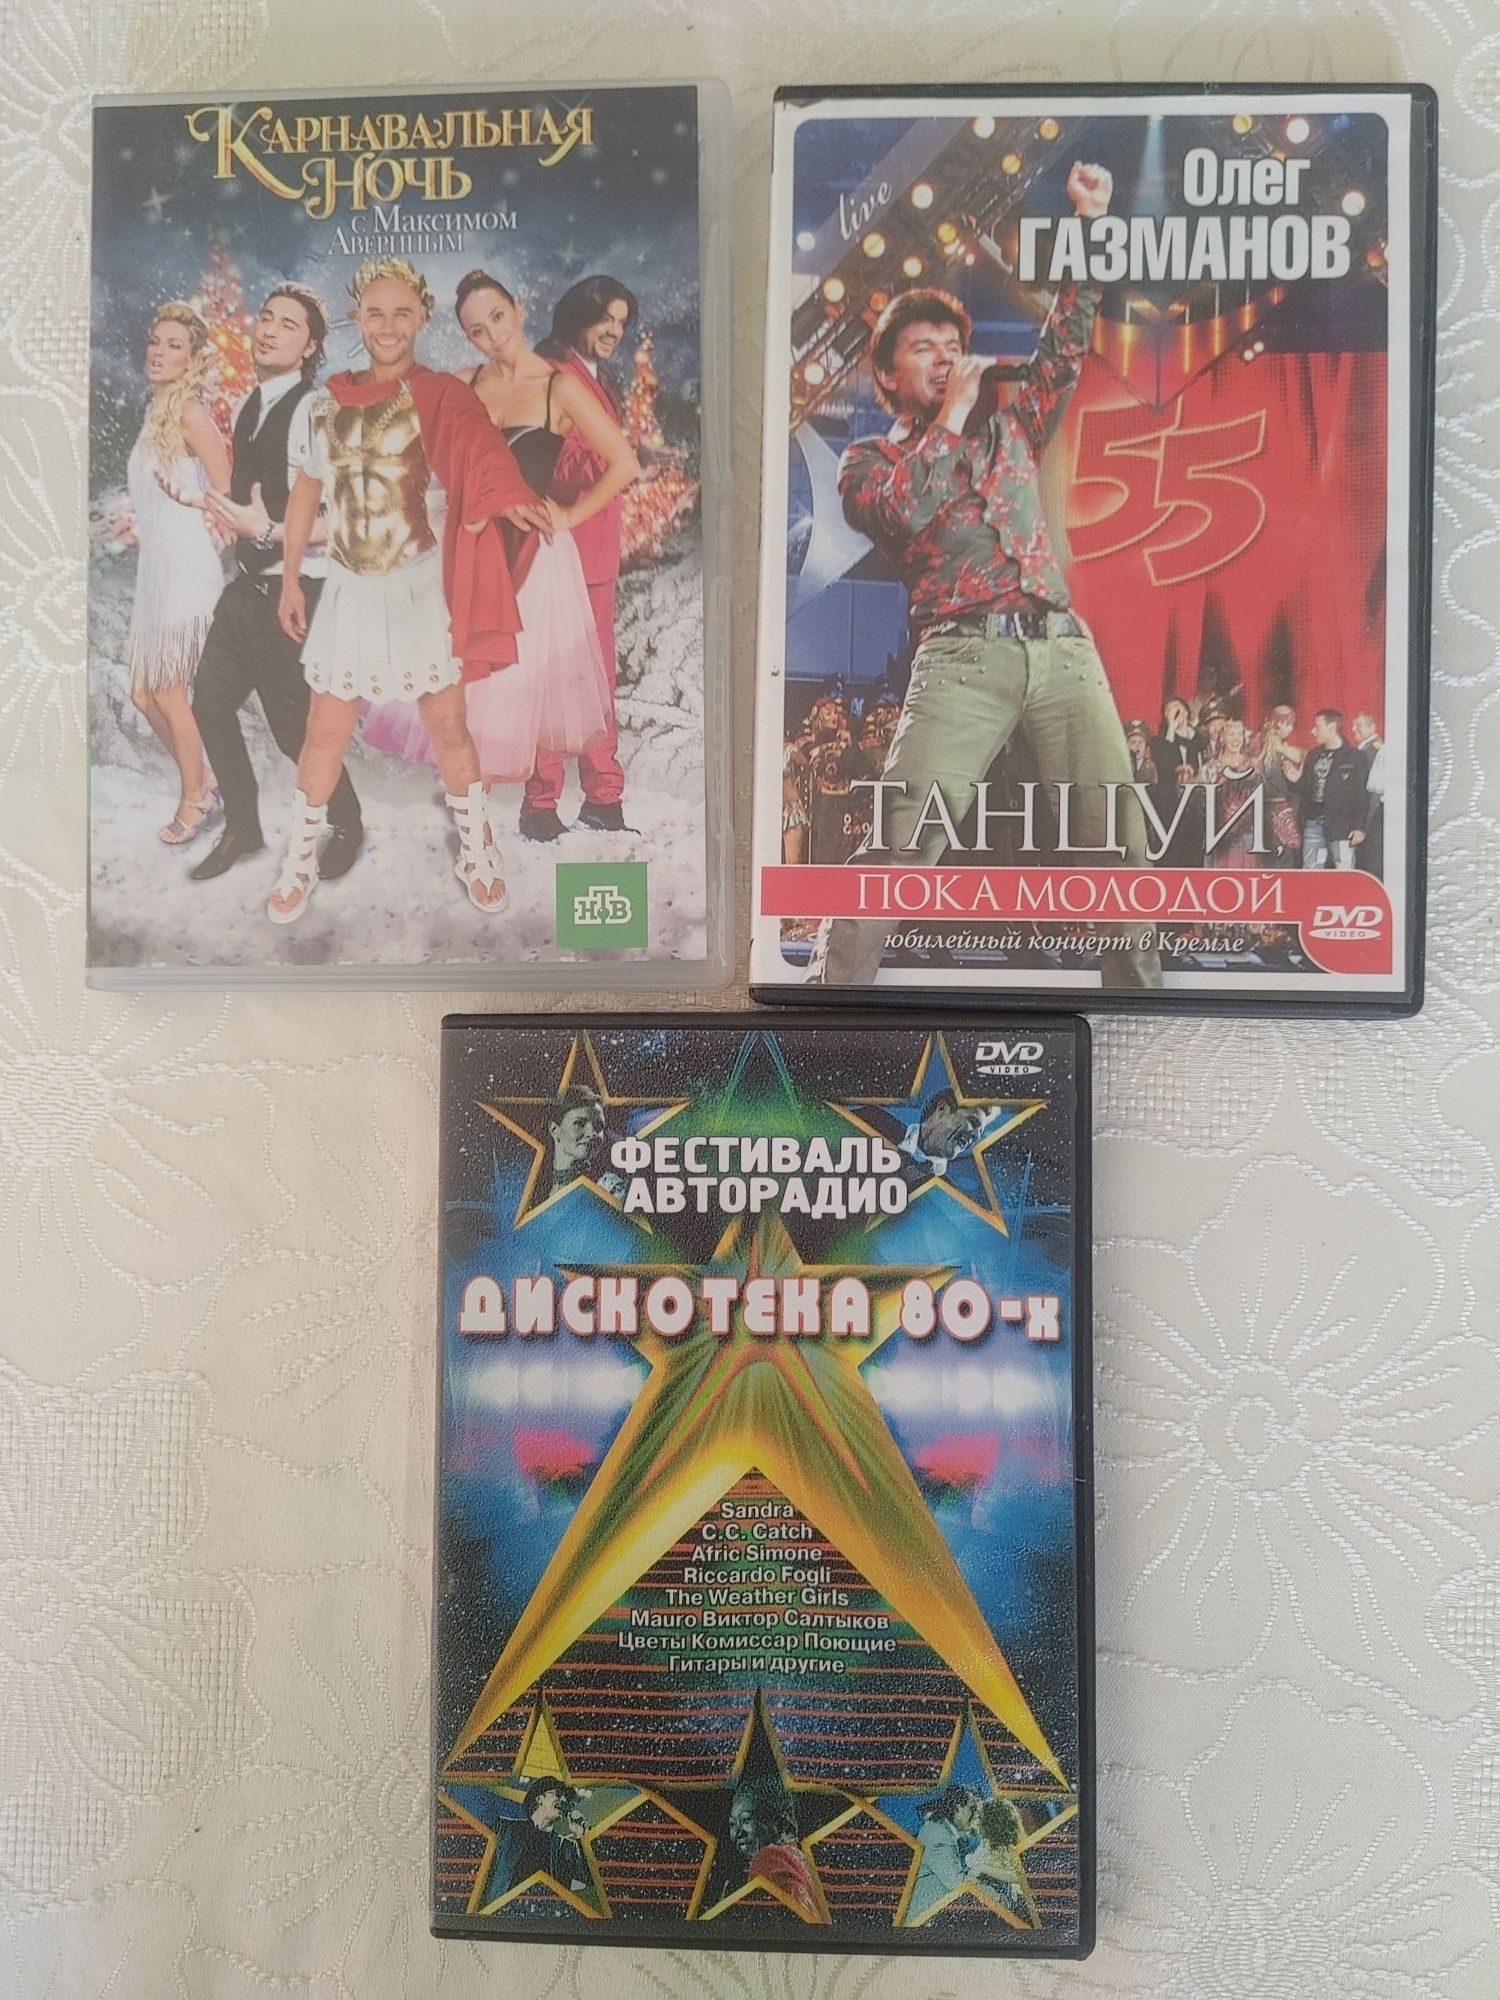 Карнавальная
Ночь
с Максимом
Авериным
НТВ
live
Олег
ГАЗМАНОВ
55
ТАНЦУЙ,
ПОКА МОЛОДОЙ
юбилейный концерт в Кремле
DVD
VIDEO
DVD
VIDEO
ФЕСТИВАЛЬ
АВТОРАДИО
ДИСКОТЕКА 80-х
Sandra
C.C. Catch
Afric Simone
Riccardo Fogli
The Weather Girls
Mauro Виктор Салтыков
Цветы Комиссар Поющие
Гитары и другие